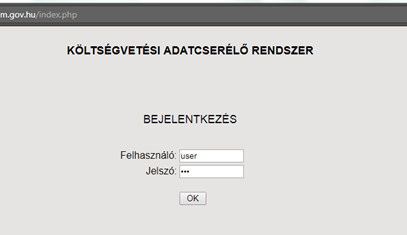 m.gov.hu/index.php
KÖLTSÉGVETÉSI ADATCSERÉLŐ RENDSZER
BEJELENTKEZÉS
Felhasználó: user
Jelszó: •••
OK